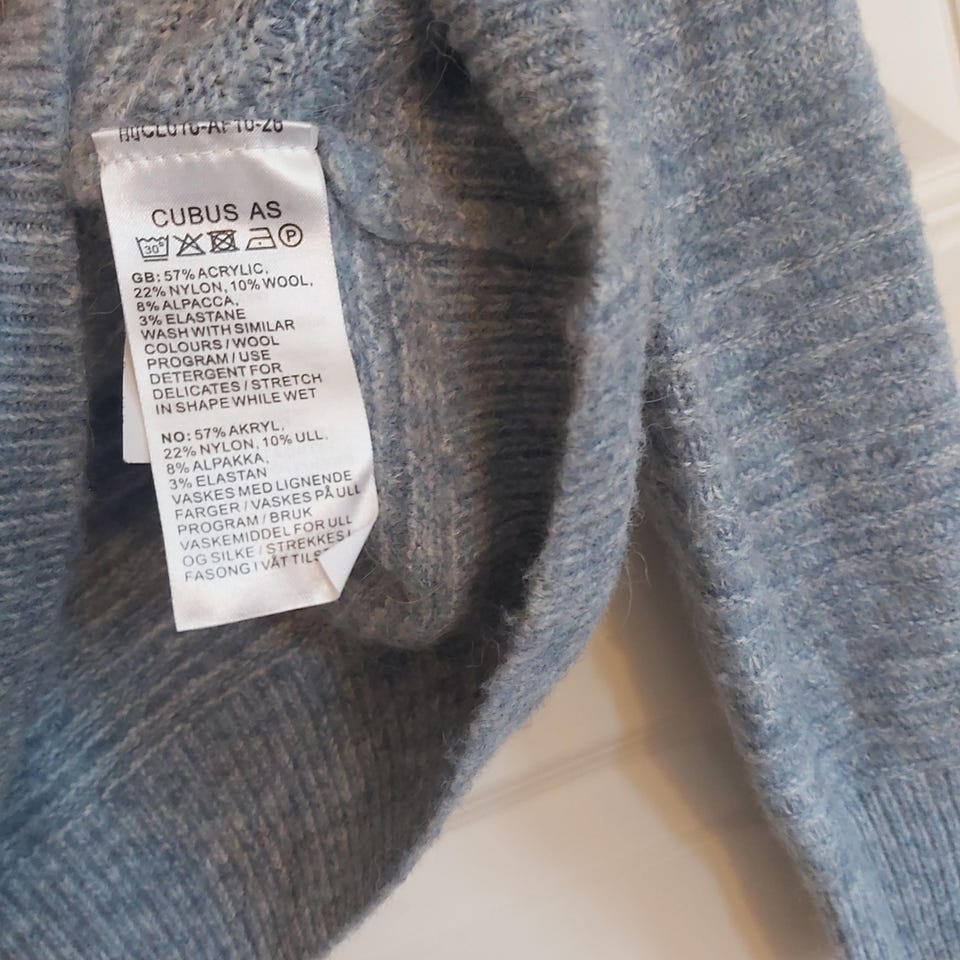 CUBUS AS
30°
P
GB: 57% ACRYLIC,
22% NYLON, 10% WOOL,
8% ALPACCA,
3% ELASTANE
WASH WITH SIMILAR
COLOURS / WOOL
PROGRAM / USE
DETERGENT FOR
DELICATES / STRETCH
IN SHAPE WHILE WET
NO: 57% AKRYL,
22% NYLON, 10% ULL,
8% ALPAKKA,
3% ELASTAN
VASKES MED LIGNENDE
FARGER / VASKES PÅ ULL
PROGRAM / BRUK
VASKEMIDDEL FOR ULL
OG SILKE / STREKKES I
FASONG I VÅT